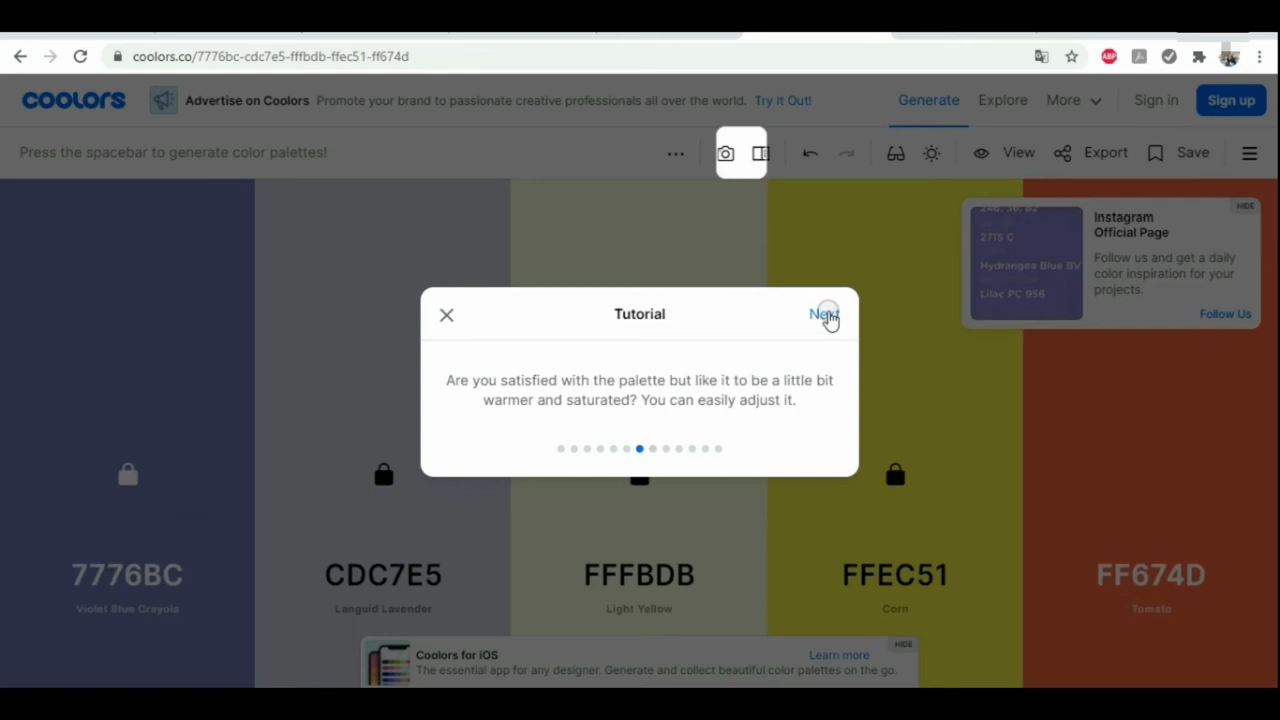 coolors.co/7776bc-cdc7e5-fffbdb-ffec51-ff674d
ABP
coolors
Advertise on Coolors Promote your brand to passionate creative professionals all over the world. Try It Out!
Generate
Explore
More
Sign in
Sign up
Press the spacebar to generate color palettes!
View
Export
Save
HIDE
2715 C
Hydrangea Blue BV
Lilac PC 956
Instagram
Official Page
Follow us and get a daily
color inspiration for your
projects.
Follow Us
Tutorial
Next
Are you satisfied with the palette but like it to be a little bit
warmer and saturated? You can easily adjust it.
7776BC
Violet Blue Crayola
CDC7E5
Languid Lavender
FFFBDB
Light Yellow
FFEC51
Corn
FF674D
Tomato
Coolors for iOS
Learn more
HIDE
The essential app for any designer. Generate and collect beautiful color palettes on the go.